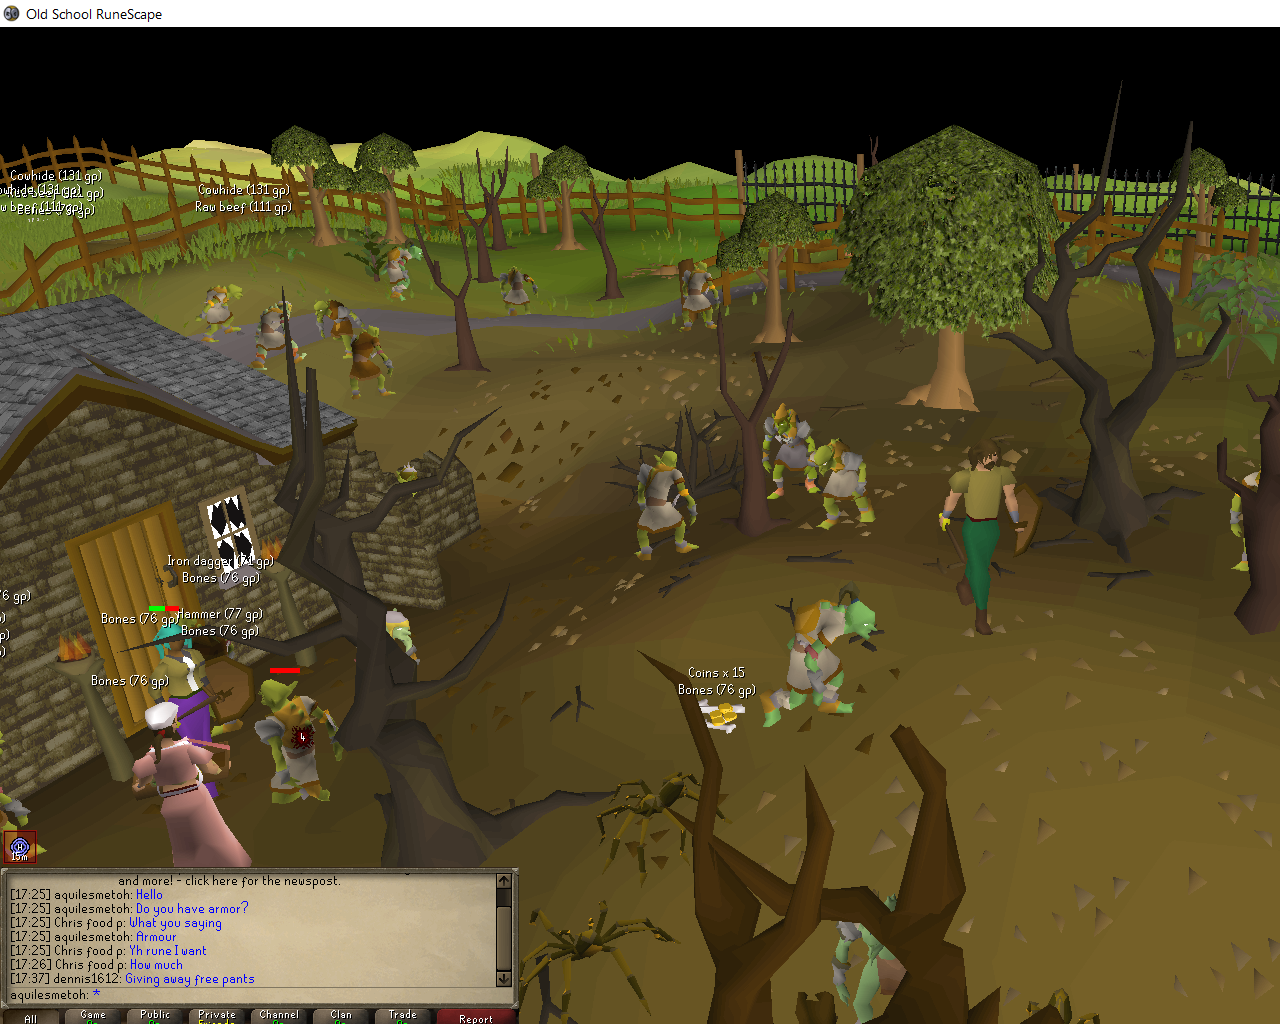 Old School RuneScape
Cowhide (131 gp)
Cowhide (131 gp)
Raw beef (111 gp)
Iron dagger (71 gp)
Bones (76 gp)
Hammer (77 gp)
Bones (76 gp)
Bones (76 gp)
Bones (76 gp)
Coins x 15
Bones (76 gp)
4
15m
and more! - click here for the newspost.
[17:25] aquilesmetoh: Hello
[17:25] aquilesmetoh: Do you have armor?
[17:25] Chris food p: What you saying
[17:25] aquilesmetoh: Armour
[17:25] Chris food p: Yh rune I want
[17:26] Chris food p: How much
[17:37] dennis1612: Giving away free pants
aquilesmetoh: *
All Game Public Private Channel Clan Trade Report